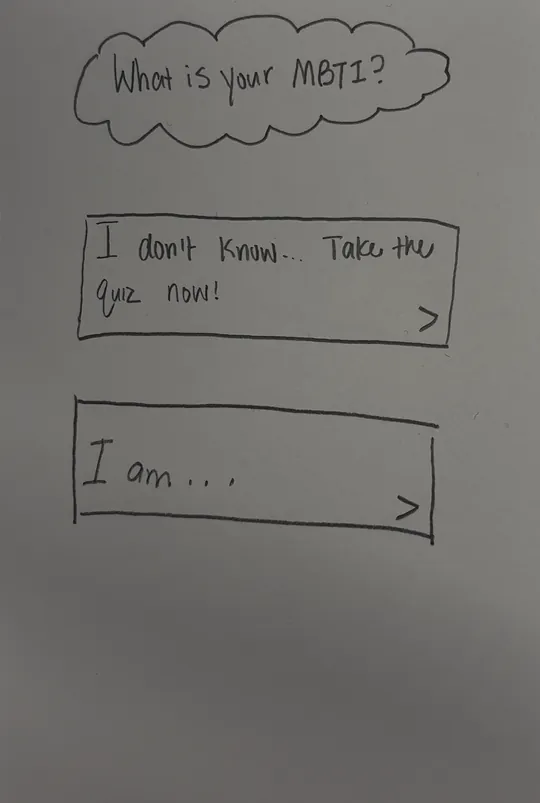 What is your MBTI?
I don't know... Take the
quiz now!
>
I am...
>